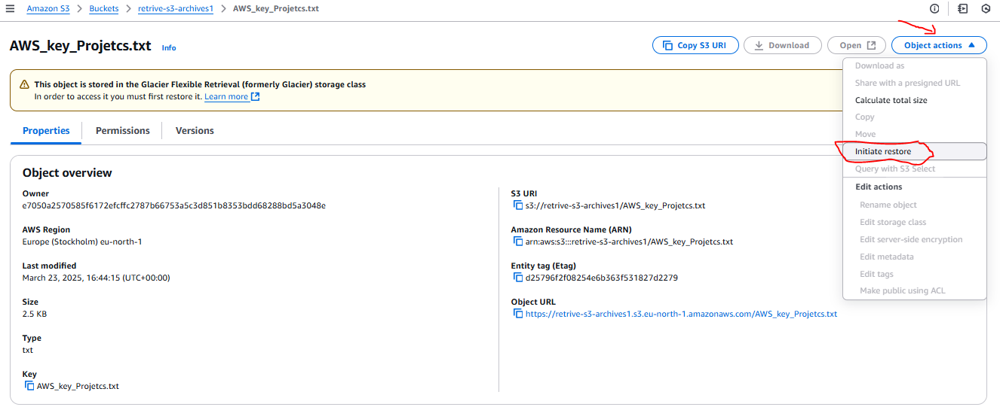 Amazon S3 > Buckets > retrive-s3-archives1 > AWS_key_Projetcs.txt
AWS_key_Projetcs.txt Info
Copy S3 URI Download Open Object actions
Download as
Share with a presigned URL
Calculate total size
Copy
Move
Initiate restore
Query with S3 Select
Edit actions
Rename object
Edit storage class
Edit server-side encryption
Edit metadata
Edit tags
Make public using ACL
This object is stored in the Glacier Flexible Retrieval (formerly Glacier) storage class
In order to access it you must first restore it. Learn more
Properties Permissions Versions
Object overview
Owner
e7050a2570585f6172efcffc2787b66753a5c3d851b8353bdd68288bd5a3048e
AWS Region
Europe (Stockholm) eu-north-1
Last modified
March 23, 2025, 16:44:15 (UTC+00:00)
Size
2.5 KB
Type
txt
Key
AWS_key_Projetcs.txt
S3 URI
s3://retrive-s3-archives1/AWS_key_Projetcs.txt
Amazon Resource Name (ARN)
arn:aws:s3:::retrive-s3-archives1/AWS_key_Projetcs.txt
Entity tag (Etag)
d25796f2f08254e6b363f531827d2279
Object URL
https://retrive-s3-archives1.s3.eu-north-1.amazonaws.com/AWS_key_Projetcs.txt